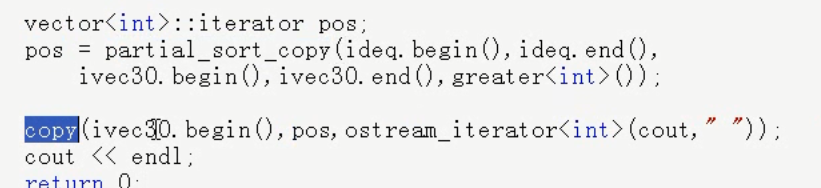 vector<int>::iterator pos;
pos = partial_sort_copy(ideq.begin(),ideq.end(),
ivec30.begin(),ivec30.end(),greater<int>());
copy(ivec30.begin(),pos,ostream_iterator<int>(cout," "));
cout << endl;
return 0;